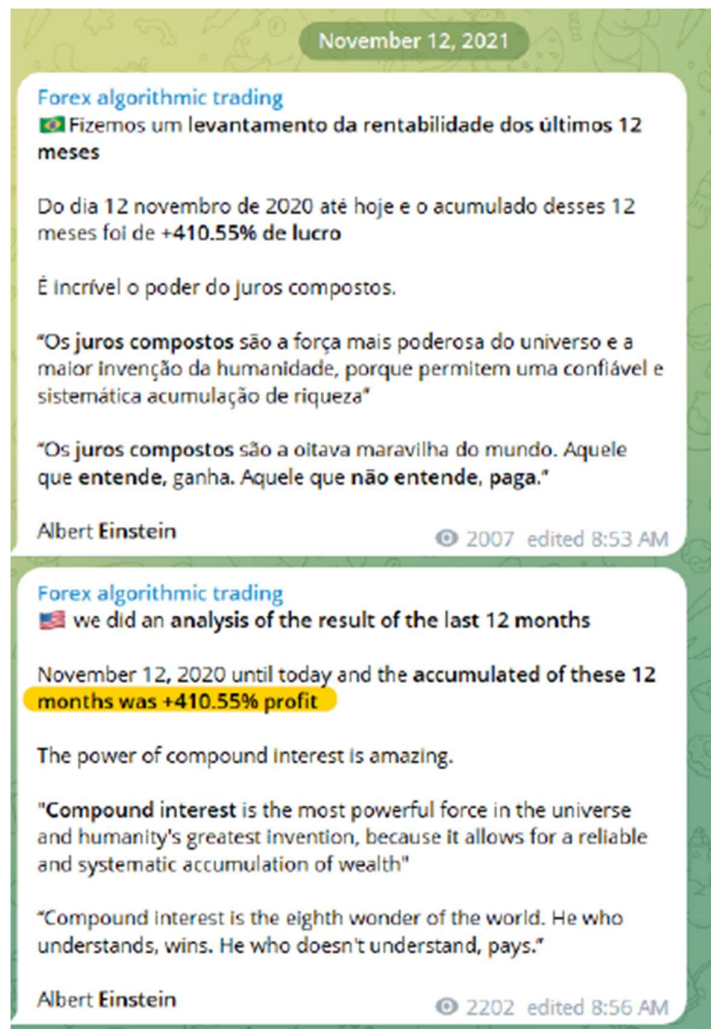 November 12, 2021
Forex algorithmic trading
🇧🇷Fizemos um levantamento da rentabilidade dos últimos 12
meses
Do dia 12 novembro de 2020 até hoje e o acumulado desses 12
meses foi de +410.55% de lucro
É incrível o poder do juros compostos.
“Os juros compostos são a força mais poderosa do universo e a
maior invenção da humanidade, porque permitem uma confiável e
sistemática acumulação de riqueza”
“Os juros compostos são a oitava maravilha do mundo. Aquele
que entende, ganha. Aquele que não entende, paga.”
Albert Einstein
2007 edited 8:53 AM
Forex algorithmic trading
🇺🇸 we did an analysis of the result of the last 12 months
November 12, 2020 until today and the accumulated of these 12
months was +410.55% profit
The power of compound interest is amazing.
"Compound interest is the most powerful force in the universe
and humanity's greatest invention, because it allows for a reliable
and systematic accumulation of wealth"
“Compound interest is the eighth wonder of the world. He who
understands, wins. He who doesn't understand, pays.”
Albert Einstein
2202 edited 8:56 AM